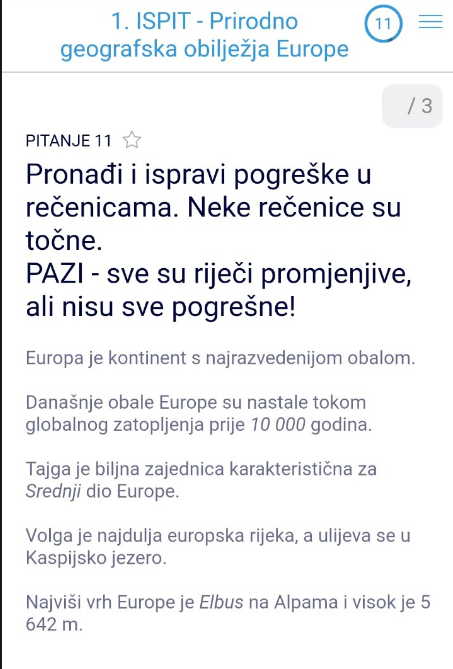 1. ISPIT - Prirodno
geografska obilježja Europe
11
/ 3
PITANJE 11
Pronađi i ispravi pogreške u
rečenicama. Neke rečenice su
točne.
PAZI - sve su riječi promjenjive,
ali nisu sve pogrešne!
Europa je kontinent s najrazvedenijom obalom.
Današnje obale Europe su nastale tokom
globalnog zatopljenja prije 10 000 godina.
Tajga je biljna zajednica karakteristična za
Srednji dio Europe.
Volga je najdulja europska rijeka, a ulijeva se u
Kaspijsko jezero.
Najviši vrh Europe je Elbus na Alpama i visok je 5
642 m.